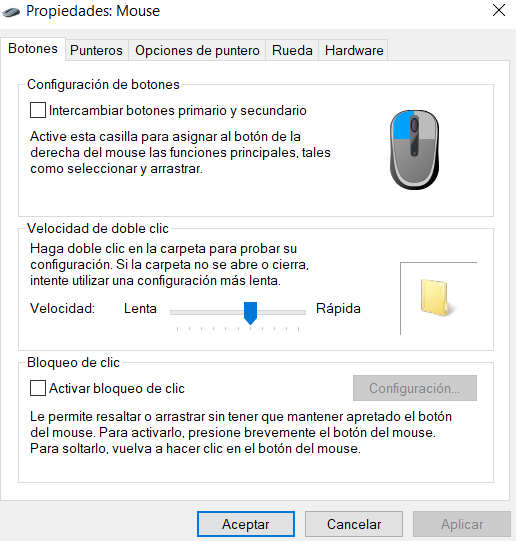 Propiedades: Mouse
Botones Punteros Opciones de puntero Rueda Hardware
Configuración de botones
Intercambiar botones primario y secundario
Active esta casilla para asignar al botón de la
derecha del mouse las funciones principales, tales
como seleccionar y arrastrar.
Velocidad de doble clic
Haga doble clic en la carpeta para probar su
configuración. Si la carpeta no se abre o cierra,
intente utilizar una configuración más lenta.
Velocidad: Lenta Rápida
Bloqueo de clic
Activar bloqueo de clic Configuración...
Le permite resaltar o arrastrar sin tener que mantener apretado el botón
del mouse. Para activarlo, presione brevemente el botón del mouse.
Para soltarlo, vuelva a hacer clic en el botón del mouse.
Aceptar Cancelar Aplicar